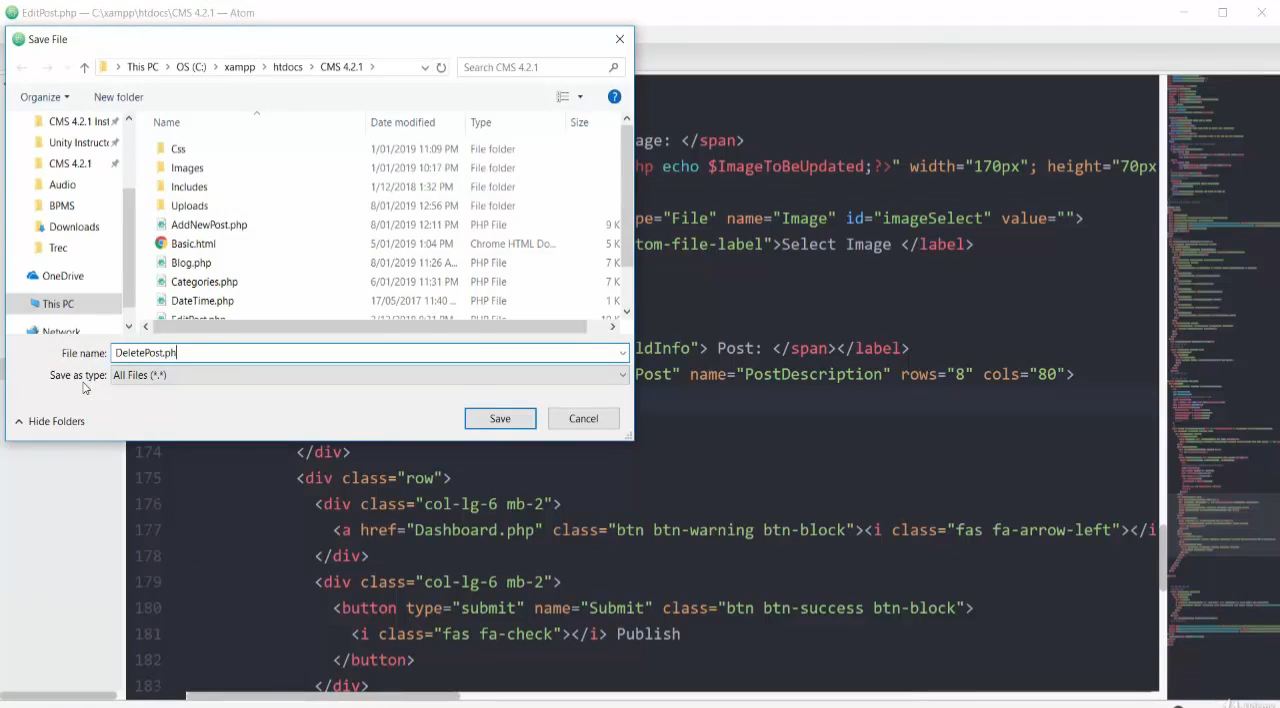 EditPost.php — C:\xampp\htdocs\CMS 4.2.1 — Atom
Save File
This PC > OS (C:) > xampp > htdocs > CMS 4.2.1 >
Search CMS 4.2.1
Organize
New folder
Name
Date modified
Type
Size
CMS 4.2.1 Inst
Unity Instruct
CMS 4.2.1
Audio
BPMS
Downloads
Trec
OneDrive
This PC
Network
Css 1/01/2019 11:09 PM File folder
Images 1/01/2019 10:17 PM File folder
Includes 1/12/2018 1:32 PM File folder
Uploads 8/01/2019 12:56 PM File folder
AddNewPost.php 8/01/2019 12:11 PM PHP File 9 K
Basic.html 5/01/2019 1:04 PM Chrome HTML Do... 5 K
Blog.php 8/01/2019 11:26 A... PHP File 7 K
Categories.php 6/01/2019 11:31 PM PHP File 7 K
DateTime.php 17/05/2017 11:40 ... PHP File 1 K
EditPost.php
File name: DeletePost.ph
Save as type: All Files (*.*)
Hide Folders
Save
Cancel
age: </span>
hp echo $ImageToBeUpdated;?>" width="170px"; height="70px
ype="File" name="Image" id="imageSelect" value="">
tom-file-label">Select Image </label>
ldInfo"> Post: </span></label>
Post" name="PostDescription" rows="8" cols="80">
174 </div>
175 <div class="row">
176 <div class="col-lg-6 mb-2">
177 <a href="Dashboard.php" class="btn btn-warning btn-block"><i class="fas fa-arrow-left"></i
178 </div>
179 <div class="col-lg-6 mb-2">
180 <button type="submit" name="Submit" class="btn btn-success btn-block">
181 <i class="fas fa-check"></i> Publish
182 </button>
183 </div>